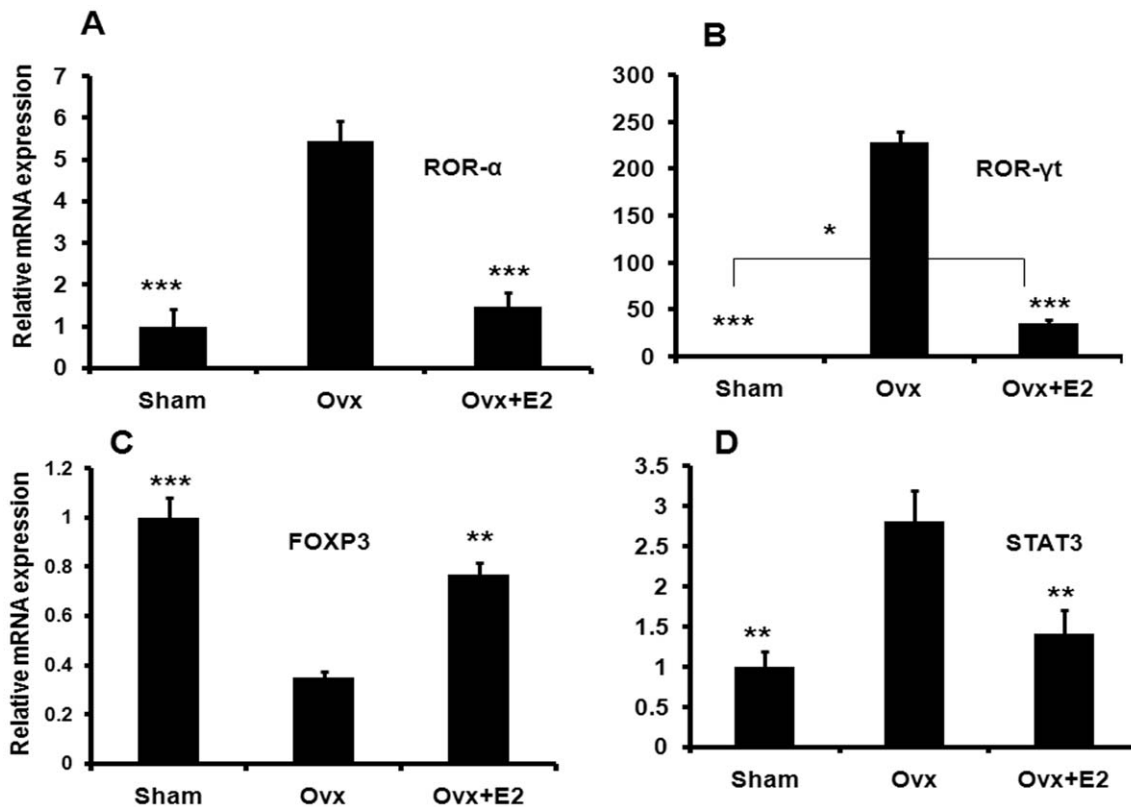 A
Relative mRNA expression
7
6
5
4
3
2
1
0
ROR-α
***
***
Sham Ovx Ovx+E2
B
300
250
200
150
100
50
0
ROR-γt
*
***
***
Sham Ovx Ovx+E2
C
Relative mRNA expression
1.2
1
0.8
0.6
0.4
0.2
0
***
FOXP3
**
Sham Ovx Ovx+E2
D
3.5
3
2.5
2
1.5
1
0.5
0
STAT3
**
**
Sham Ovx Ovx+E2